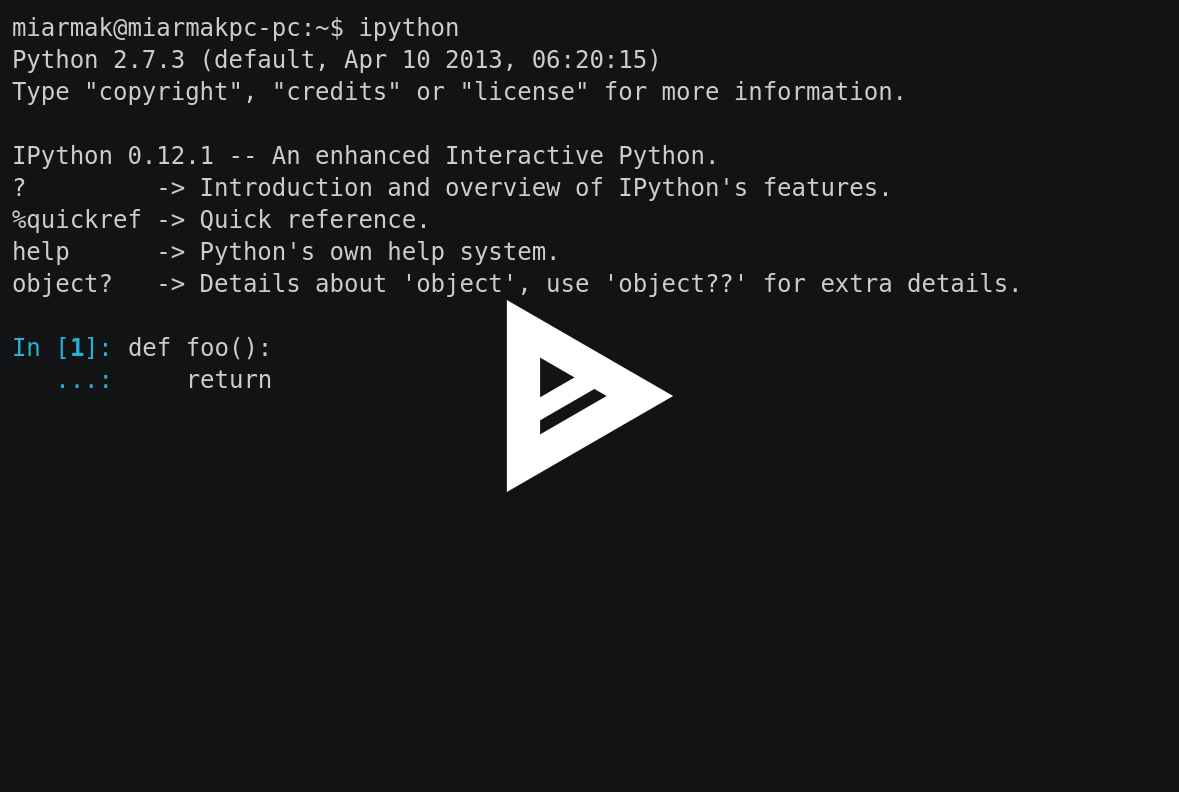 miarmak@miarmakpc-pc:~$ ipython
Python 2.7.3 (default, Apr 10 2013, 06:20:15)
Type "copyright", "credits" or "license" for more information.
IPython 0.12.1 -- An enhanced Interactive Python.
?         -> Introduction and overview of IPython's features.
%quickref -> Quick reference.
help      -> Python's own help system.
object?   -> Details about 'object', use 'object??' for extra details.
In [1]: def foo():
   ...:     return